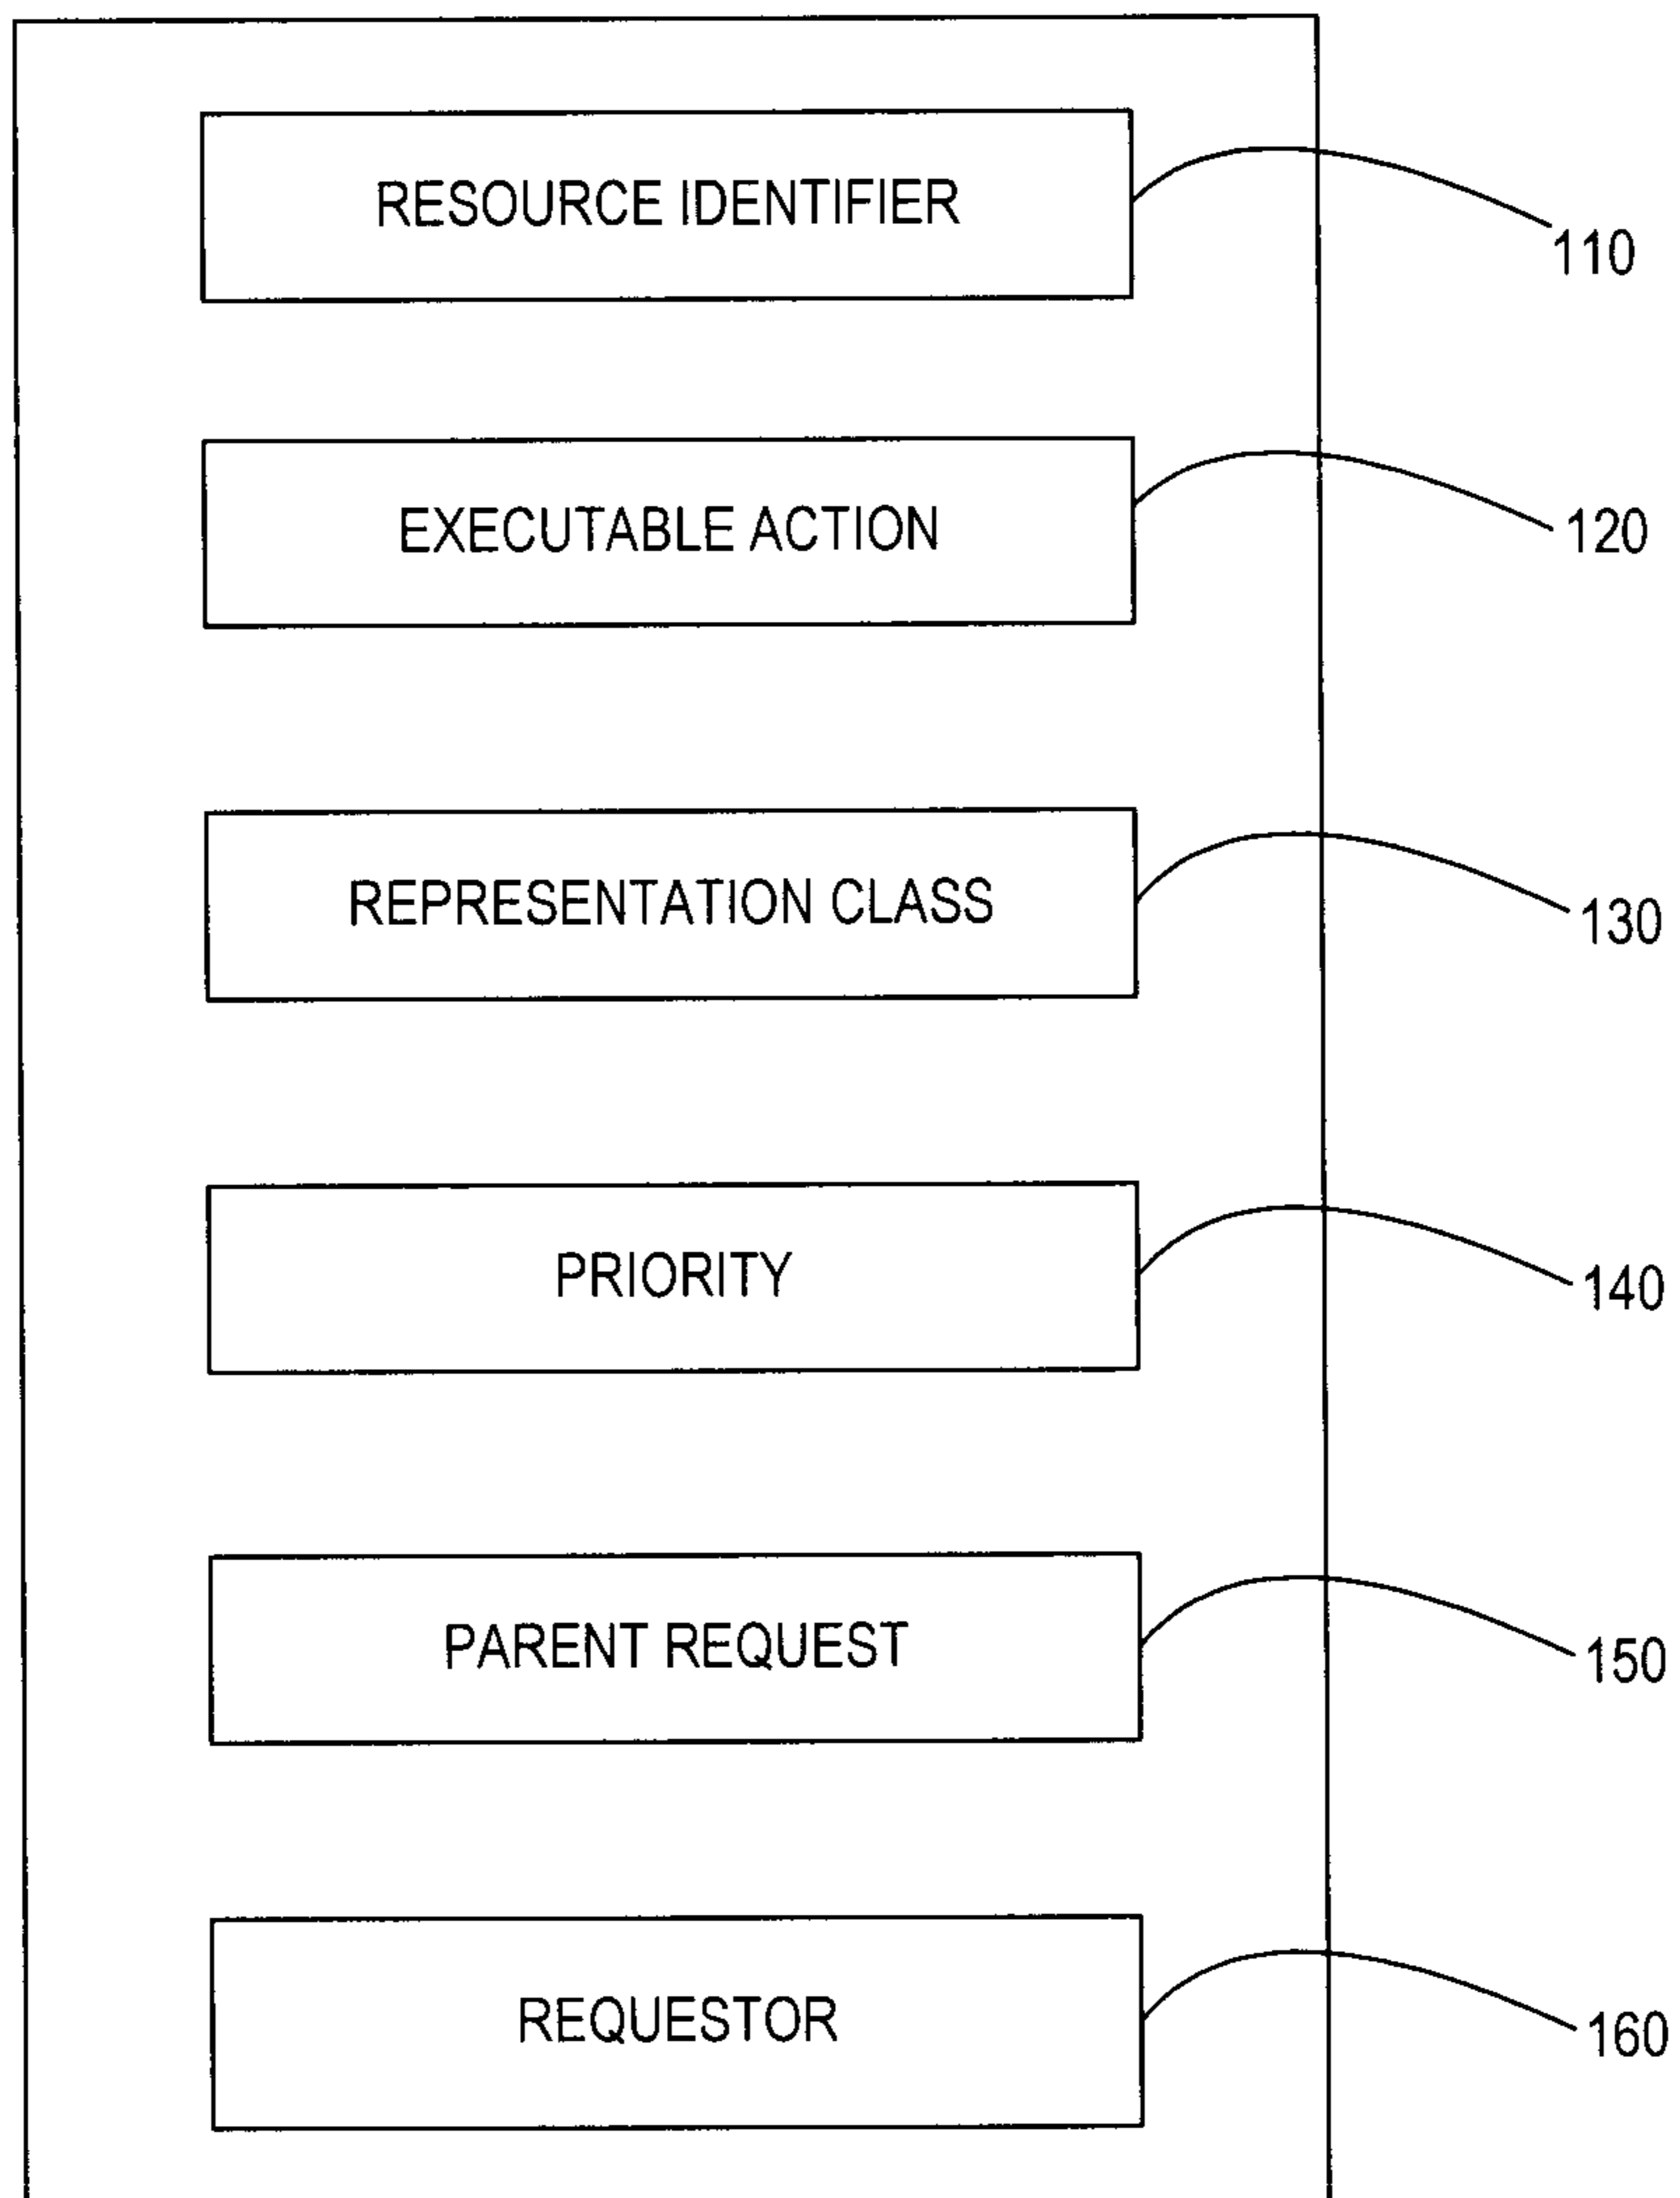 RESOURCE IDENTIFIER
110
EXECUTABLE ACTION
120
REPRESENTATION CLASS
130
PRIORITY
140
PARENT REQUEST
150
REQUESTOR
160